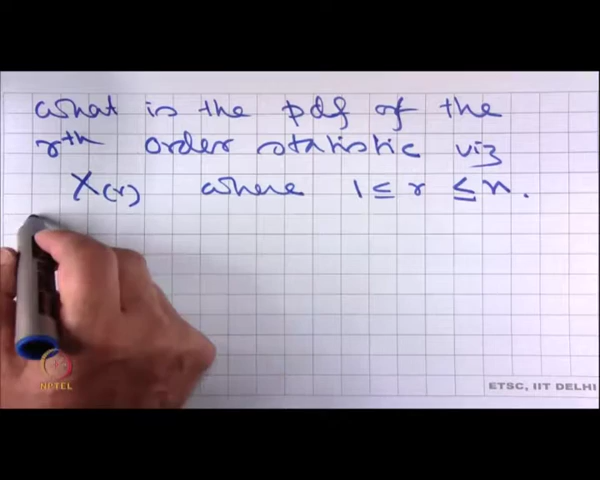 what is the pdf of the
rth order statistic viz
X(r) where 1 ≤ r ≤ n.
NPTEL
ETSC, IIT DELHI